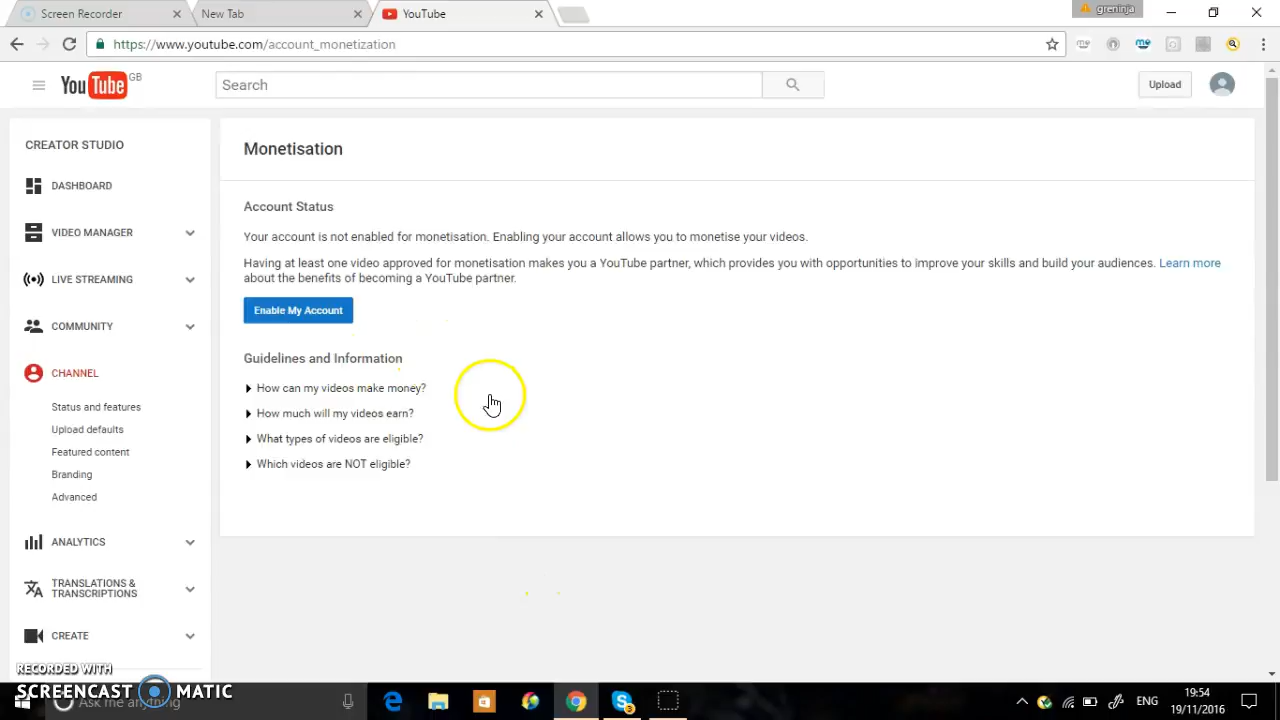 Screen Recorder
New Tab
YouTube
greninja
https://www.youtube.com/account_monetization
YouTube GB
Search
Upload
CREATOR STUDIO
DASHBOARD
VIDEO MANAGER
LIVE STREAMING
COMMUNITY
CHANNEL
Status and features
Upload defaults
Featured content
Branding
Advanced
ANALYTICS
TRANSLATIONS &
TRANSCRIPTIONS
CREATE
Monetisation
Account Status
Your account is not enabled for monetisation. Enabling your account allows you to monetise your videos.
Having at least one video approved for monetisation makes you a YouTube partner, which provides you with opportunities to improve your skills and build your audiences. Learn more
about the benefits of becoming a YouTube partner.
Enable My Account
Guidelines and Information
How can my videos make money?
How much will my videos earn?
What types of videos are eligible?
Which videos are NOT eligible?
RECORDED WITH
SCREENCAST MATIC
Ask me anything
ENG
19:54
19/11/2016